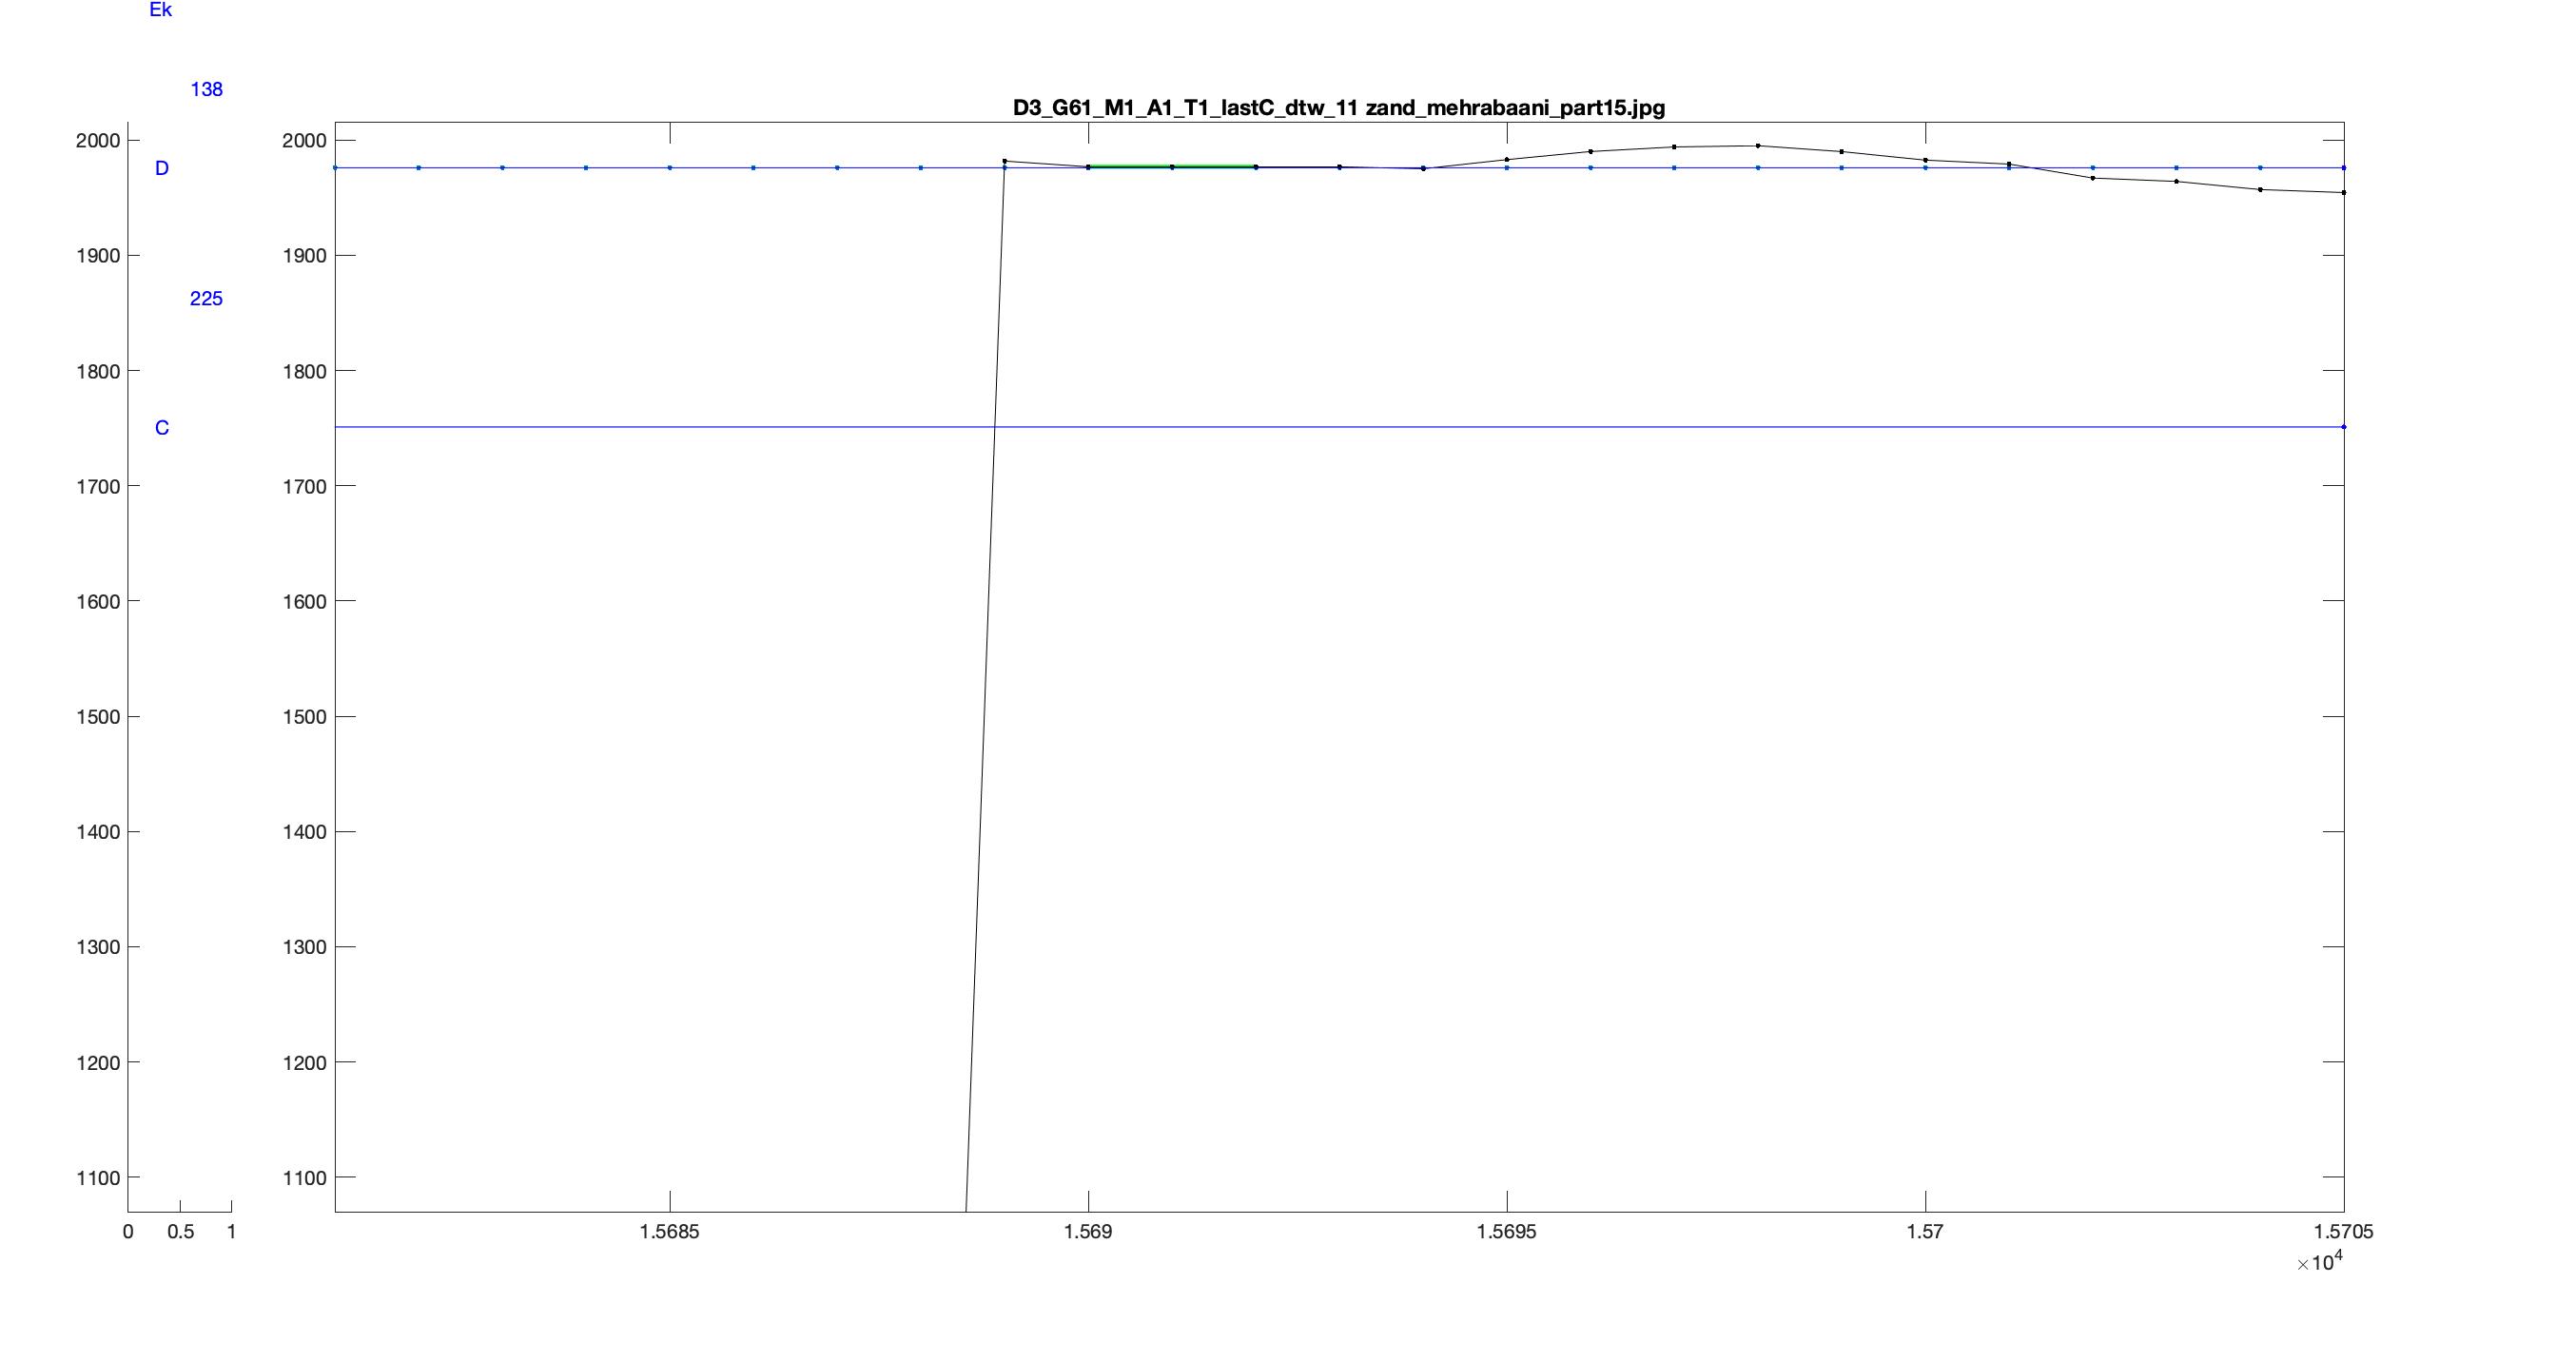 Ek
138
D3_G61_M1_A1_T1_lastC_dtw_11 zand_mehrabaani_part15.jpg
2000 2000
D
1900 1900
225
1800 1800
C
1700 1700
1600 1600
1500 1500
1400 1400
1300 1300
1200 1200
1100 1100
0 0.5 1 1.5685 1.569 1.5695 1.57 1.5705
×10⁴